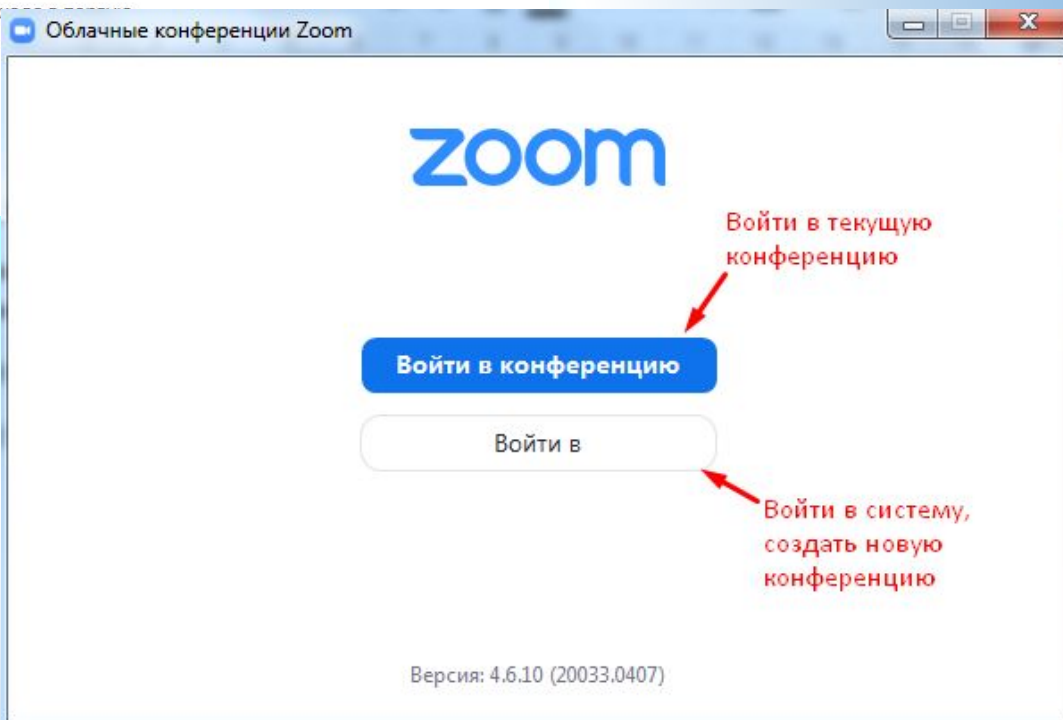 Облачные конференции Zoom
zoom
Войти в текущую
конференцию
Войти в конференцию
Войти в
Войти в систему,
создать новую
конференцию
Версия: 4.6.10 (20033.0407)